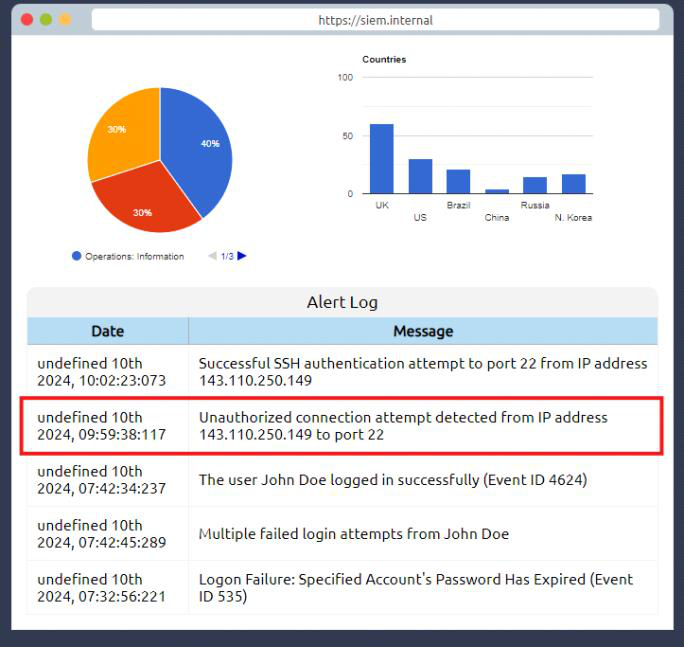 https://siem.internal
Countries
100
50
0
30%
40%
30%
UK
US
Brazil
China
Russia
N. Korea
Operations: Information
1/3
Alert Log
Date
Message
undefined 10th
2024, 10:02:23:073
Successful SSH authentication attempt to port 22 from IP address
143.110.250.149
undefined 10th
2024, 09:59:38:117
Unauthorized connection attempt detected from IP address
143.110.250.149 to port 22
undefined 10th
2024, 07:42:34:237
The user John Doe logged in successfully (Event ID 4624)
undefined 10th
2024, 07:42:45:289
Multiple failed login attempts from John Doe
undefined 10th
2024, 07:32:56:221
Logon Failure: Specified Account's Password Has Expired (Event
ID 535)